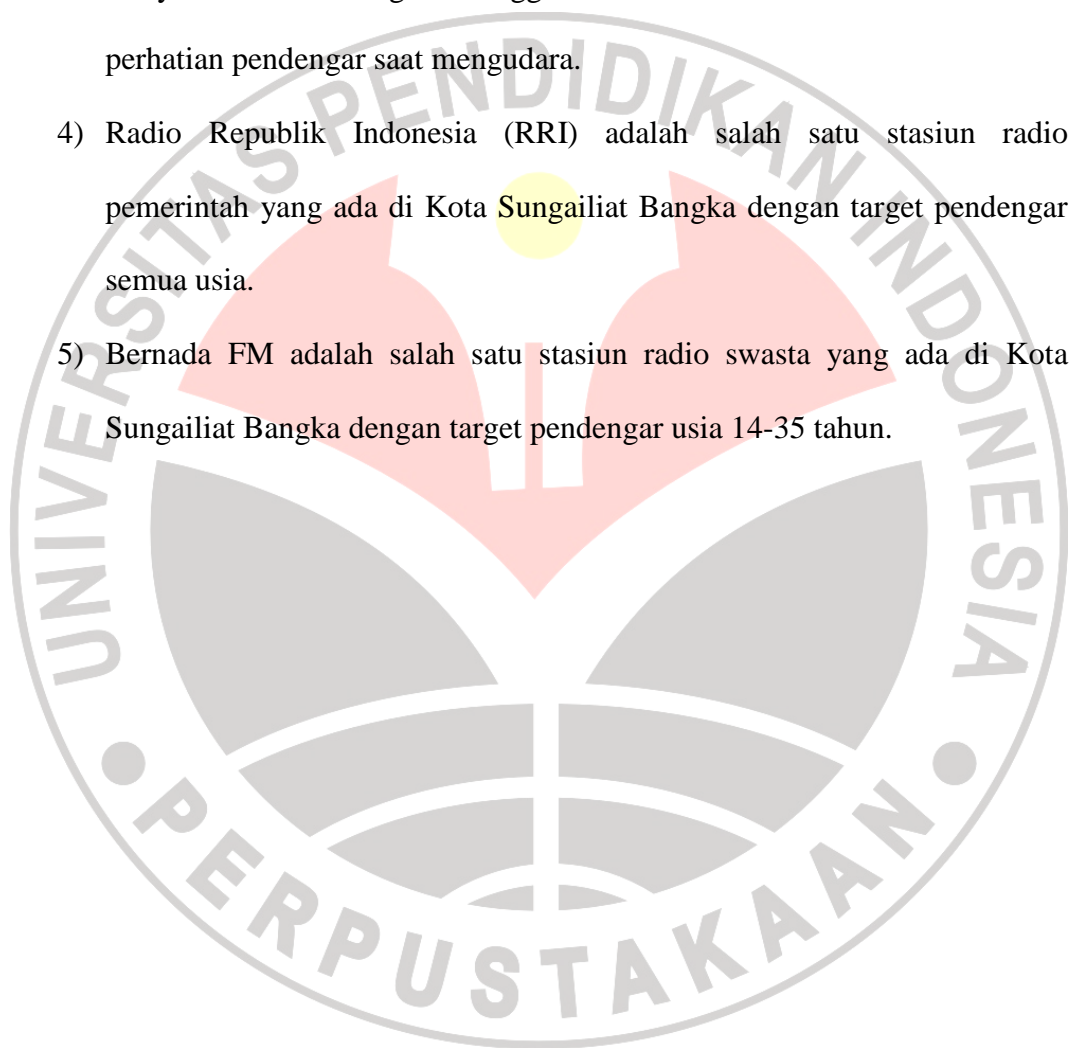 perhatian pendengar saat mengudara.
4) Radio Republik Indonesia (RRI) adalah salah satu stasiun radio
pemerintah yang ada di Kota Sungailiat Bangka dengan target pendengar
semua usia.
5) Bernada FM adalah salah satu stasiun radio swasta yang ada di Kota
Sungailiat Bangka dengan target pendengar usia 14-35 tahun.
UNIVERSITAS PENDIDIKAN INDONESIA
PERPUSTAKAAN